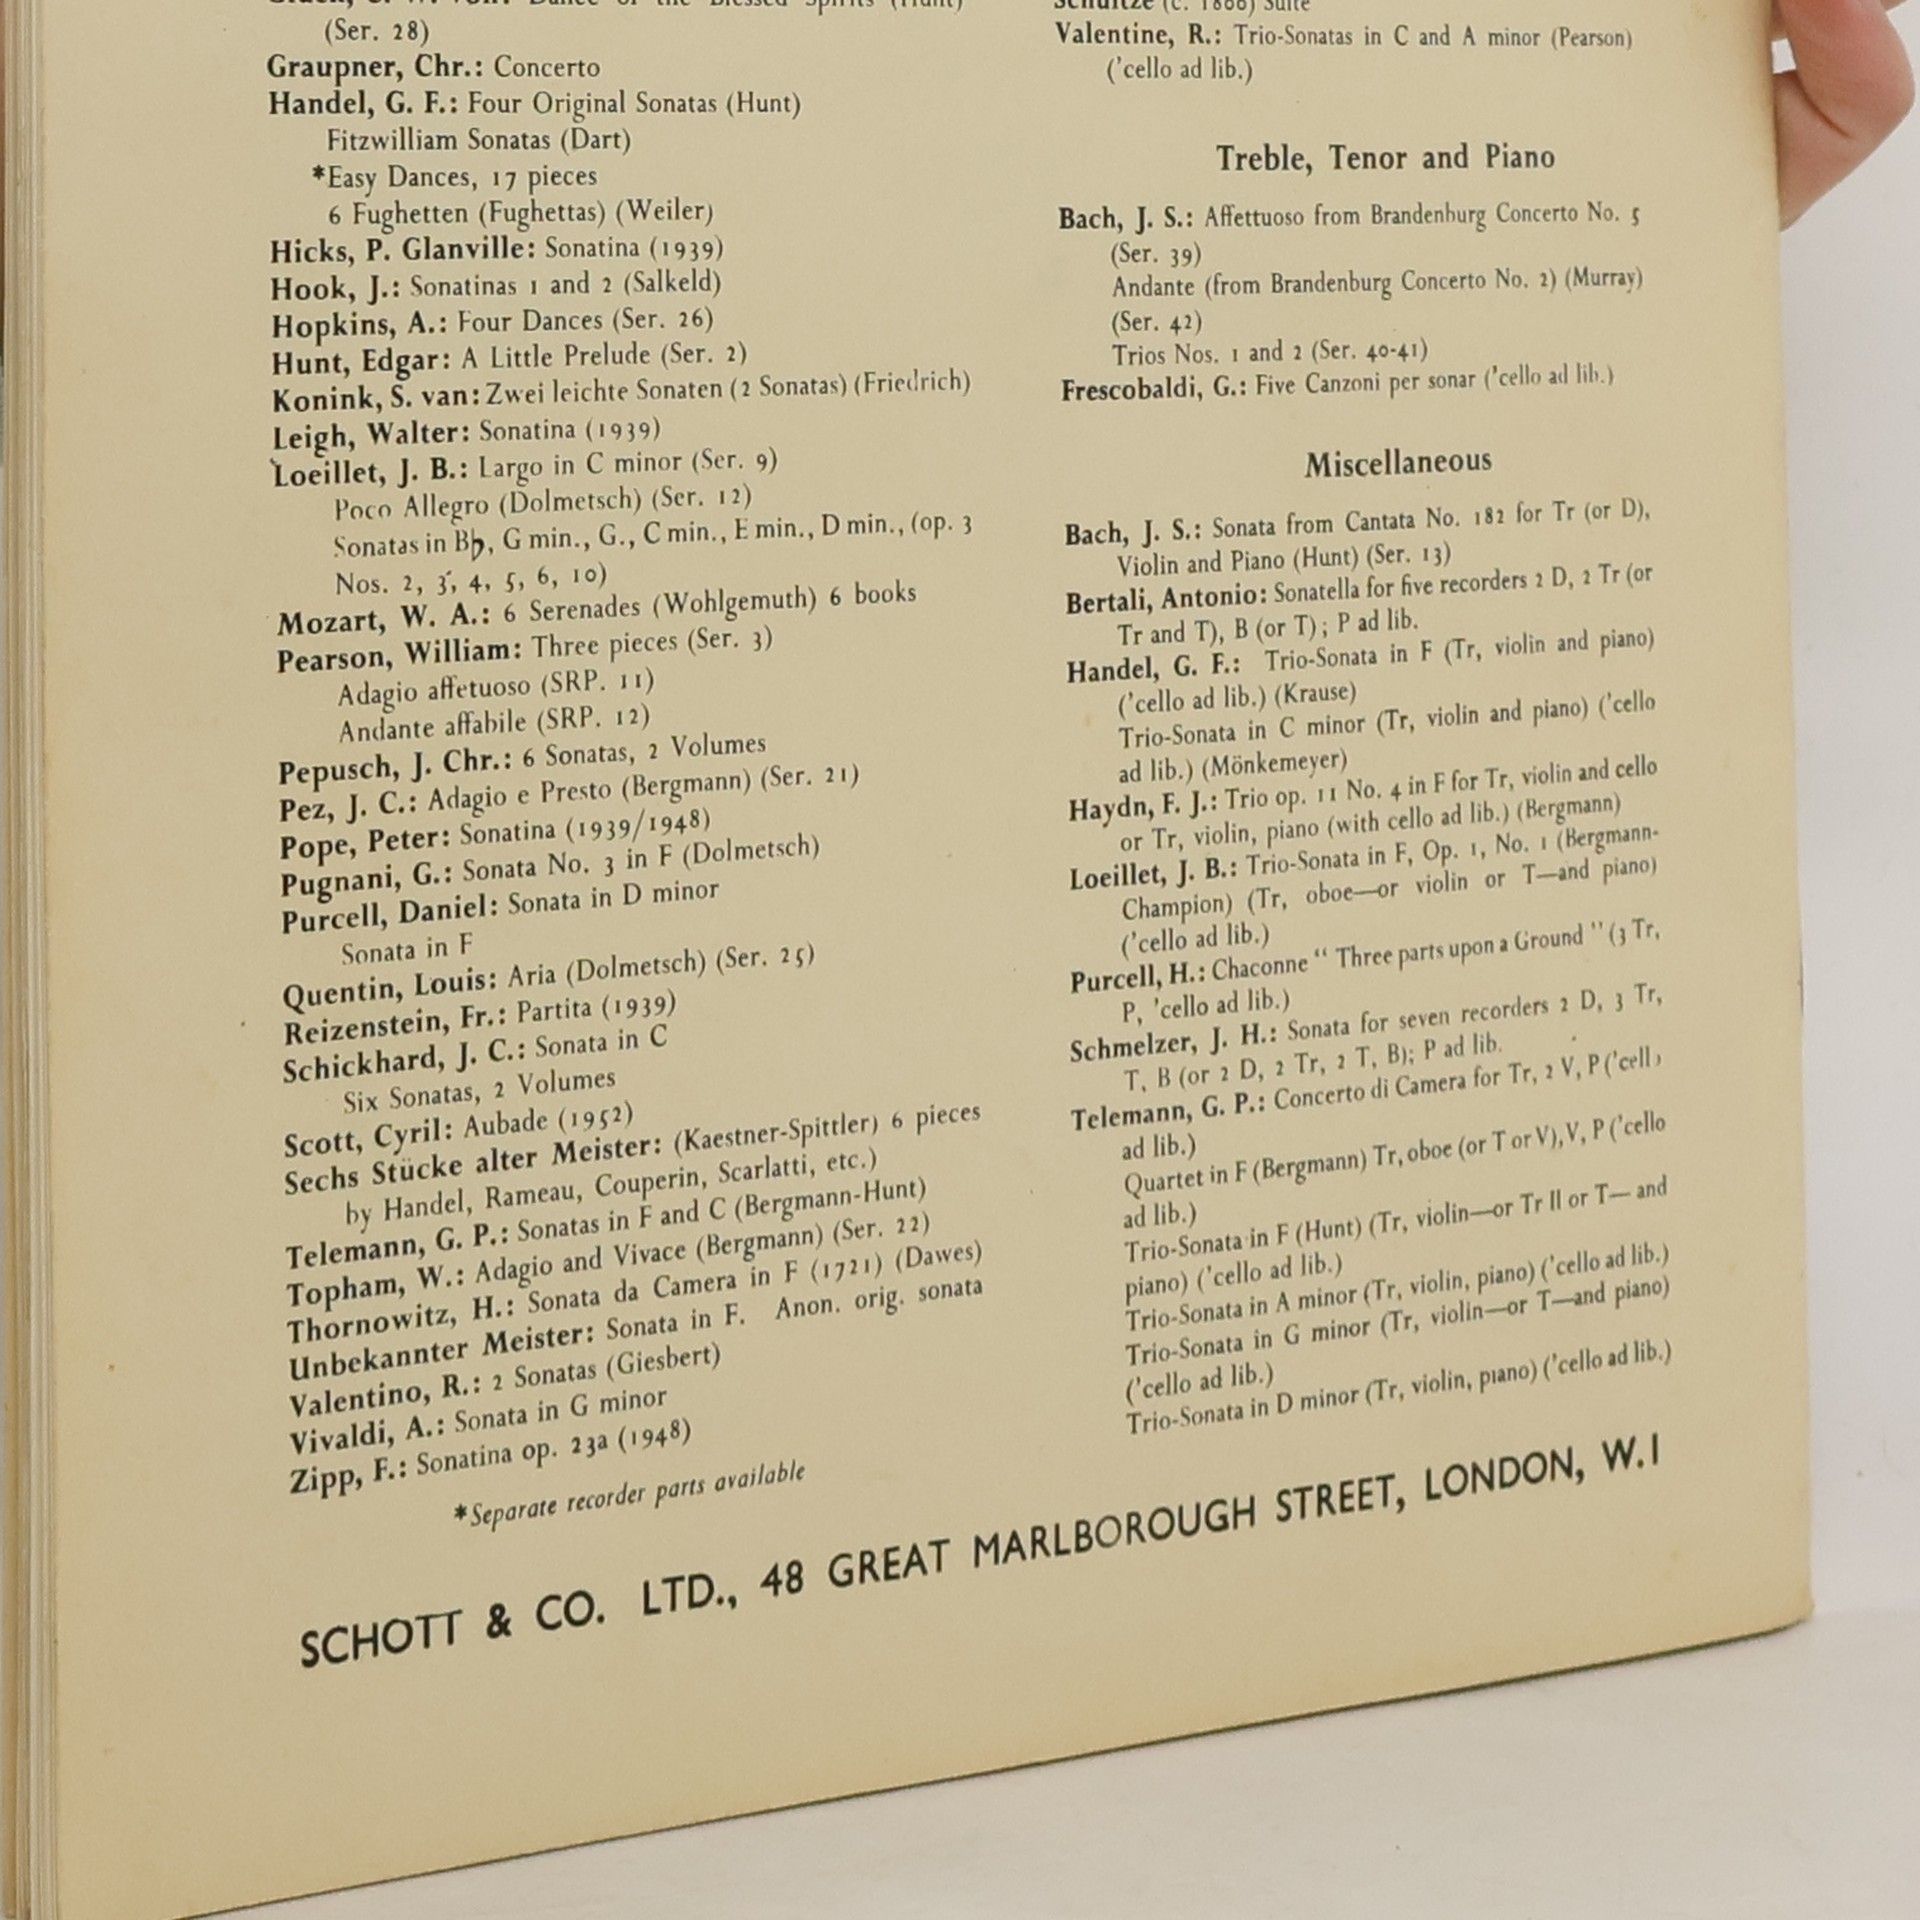 (Ser. 28)
Graupner, Chr.: Concerto
Handel, G. F.: Four Original Sonatas (Hunt)
Fitzwilliam Sonatas (Dart)
*Easy Dances, 17 pieces
6 Fughetten (Fughettas) (Weiler)
Hicks, P. Glanville: Sonatina (1939)
Hook, J.: Sonatinas 1 and 2 (Salkeld)
Hopkins, A.: Four Dances (Ser. 26)
Hunt, Edgar: A Little Prelude (Ser. 2)
Konink, S. van: Zwei leichte Sonaten (2 Sonatas) (Friedrich)
Leigh, Walter: Sonatina (1939)
Loeillet, J. B.: Largo in C minor (Ser. 9)
Poco Allegro (Dolmetsch) (Ser. 12)
Sonatas in B♭, G min., G., C min., E min., D min., (op. 3
Nos. 2, 3, 4, 5, 6, 10)
Mozart, W. A.: 6 Serenades (Wohlgemuth) 6 books
Pearson, William: Three pieces (Ser. 3)
Adagio affetuoso (SRP. 11)
Andante affabile (SRP. 12)
Pepusch, J. Chr.: 6 Sonatas, 2 Volumes
Pez, J. C.: Adagio e Presto (Bergmann) (Ser. 21)
Pope, Peter: Sonatina (1939/1948)
Pugnani, G.: Sonata No. 3 in F (Dolmetsch)
Purcell, Daniel: Sonata in D minor
Sonata in F
Quentin, Louis: Aria (Dolmetsch) (Ser. 25)
Reizenstein, Fr.: Partita (1939)
Schickhard, J. C.: Sonata in C
Six Sonatas, 2 Volumes
Scott, Cyril: Aubade (1952)
Sechs Stücke alter Meister: (Kaestner-Spittler) 6 pieces
by Handel, Rameau, Couperin, Scarlatti, etc.)
Telemann, G. P.: Sonatas in F and C (Bergmann-Hunt)
Topham, W.: Adagio and Vivace (Bergmann) (Ser. 22)
Thornowitz, H.: Sonata da Camera in F (1721) (Dawes)
Unbekannter Meister: Sonata in F. Anon. orig. sonata
Valentino, R.: 2 Sonatas (Giesbert)
Vivaldi, A.: Sonata in G minor
Zipp, F.: Sonatina op. 23a (1948)
*Separate recorder parts available
Schultze (c. 1800) Suite
Valentine, R.: Trio-Sonatas in C and A minor (Pearson)
('cello ad lib.)
Treble, Tenor and Piano
Bach, J. S.: Affettuoso from Brandenburg Concerto No. 5
(Ser. 39)
Andante (from Brandenburg Concerto No. 2) (Murray)
(Ser. 42)
Trios Nos. 1 and 2 (Ser. 40-41)
Frescobaldi, G.: Five Canzoni per sonar ('cello ad lib.)
Miscellaneous
Bach, J. S.: Sonata from Cantata No. 182 for Tr (or D),
Violin and Piano (Hunt) (Ser. 13)
Bertali, Antonio: Sonatella for five recorders 2 D, 2 Tr (or
Tr and T), B (or T); P ad lib.
Handel, G. F.: Trio-Sonata in F (Tr, violin and piano)
('cello ad lib.) (Krause)
Trio-Sonata in C minor (Tr, violin and piano) ('cello
ad lib.) (Mönkemeyer)
Haydn, F. J.: Trio op. 11 No. 4 in F for Tr, violin and cello
or Tr, violin, piano (with cello ad lib.) (Bergmann)
Loeillet, J. B.: Trio-Sonata in F, Op. 1, No. 1 (Bergmann-
Champion) (Tr, oboe—or violin or T—and piano)
('cello ad lib.)
Purcell, H.: Chaconne “ Three parts upon a Ground ” (3 Tr,
P, 'cello ad lib.)
Schmelzer, J. H.: Sonata for seven recorders 2 D, 3 Tr,
T, B (or 2 D, 2 Tr, 2 T, B); P ad lib.
Telemann, G. P.: Concerto di Camera for Tr, 2 V, P ('cell
ad lib.)
Quartet in F (Bergmann) Tr, oboe (or T or V), V, P ('cello
ad lib.)
Trio-Sonata in F (Hunt) (Tr, violin—or Tr II or T— and
piano) ('cello ad lib.)
Trio-Sonata in A minor (Tr, violin, piano) ('cello ad lib.)
Trio-Sonata in G minor (Tr, violin—or T—and piano)
('cello ad lib.)
Trio-Sonata in D minor (Tr, violin, piano) ('cello ad lib.)
SCHOTT & CO. LTD., 48 GREAT MARLBOROUGH STREET, LONDON, W.1